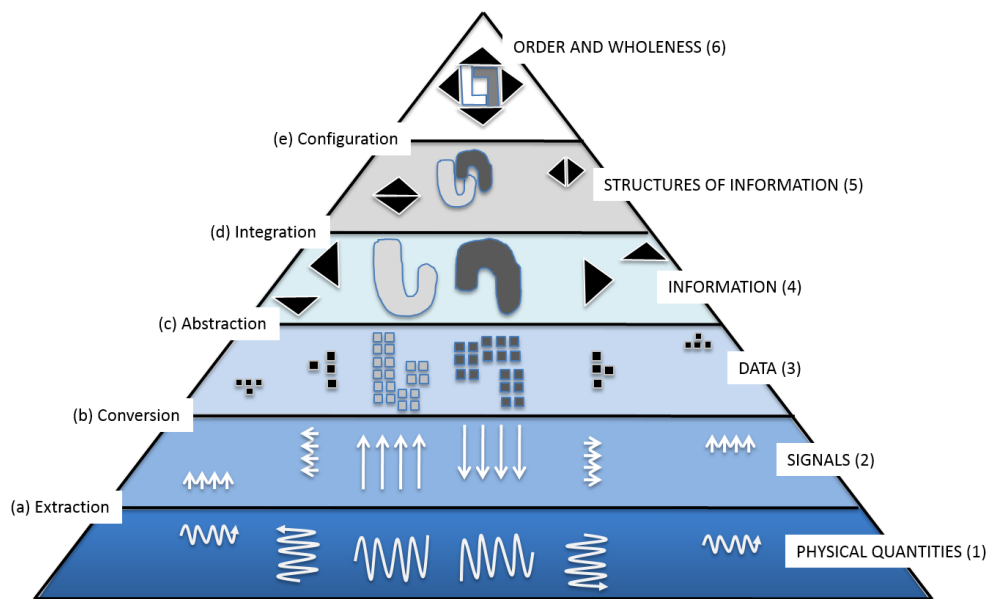 ORDER AND WHOLENESS (6)
(e) Configuration
STRUCTURES OF INFORMATION (5)
(d) Integration
INFORMATION (4)
(c) Abstraction
DATA (3)
(b) Conversion
SIGNALS (2)
(a) Extraction
PHYSICAL QUANTITIES (1)